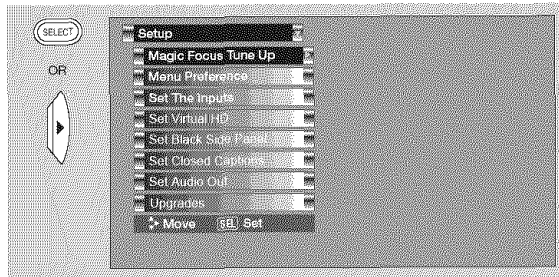 SELECT
OR
Setup
Magic Focus Tune Up
Menu Preference
Set The Inputs
Set Virtual HD
Set Black Side Panel
Set Closed Captions
Set Audio Out
Upgrades
Move SEL Set